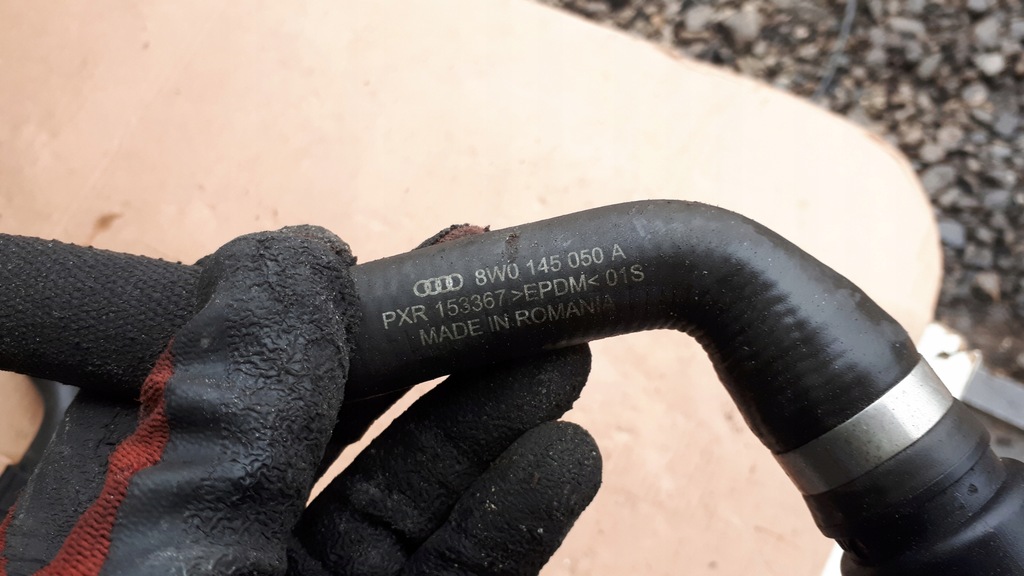 8W0 145 050 A
PXR 153367 >EPDM< 01S
MADE IN ROMANIA